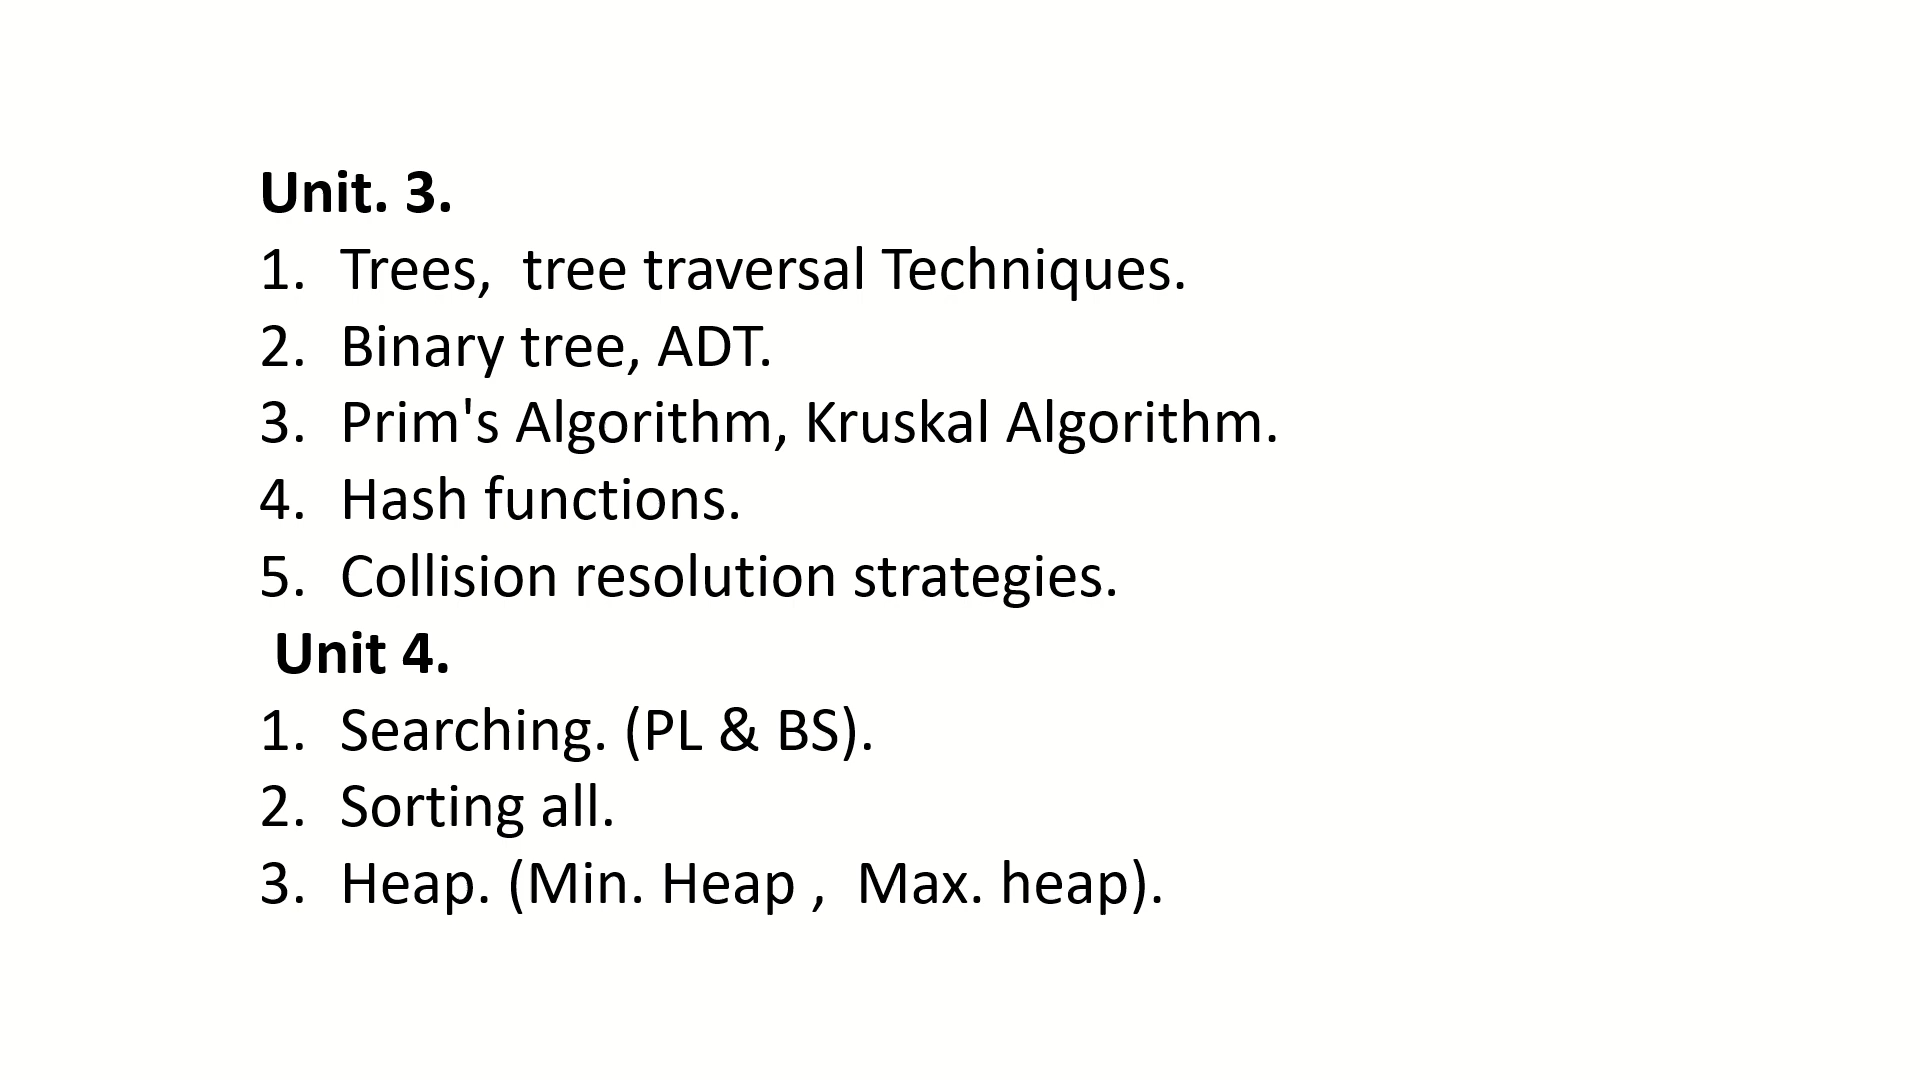 Unit. 3.
1. Trees, tree traversal Techniques.
2. Binary tree, ADT.
3. Prim's Algorithm, Kruskal Algorithm.
4. Hash functions.
5. Collision resolution strategies.
Unit 4.
1. Searching. (PL & BS).
2. Sorting all.
3. Heap. (Min. Heap , Max. heap).